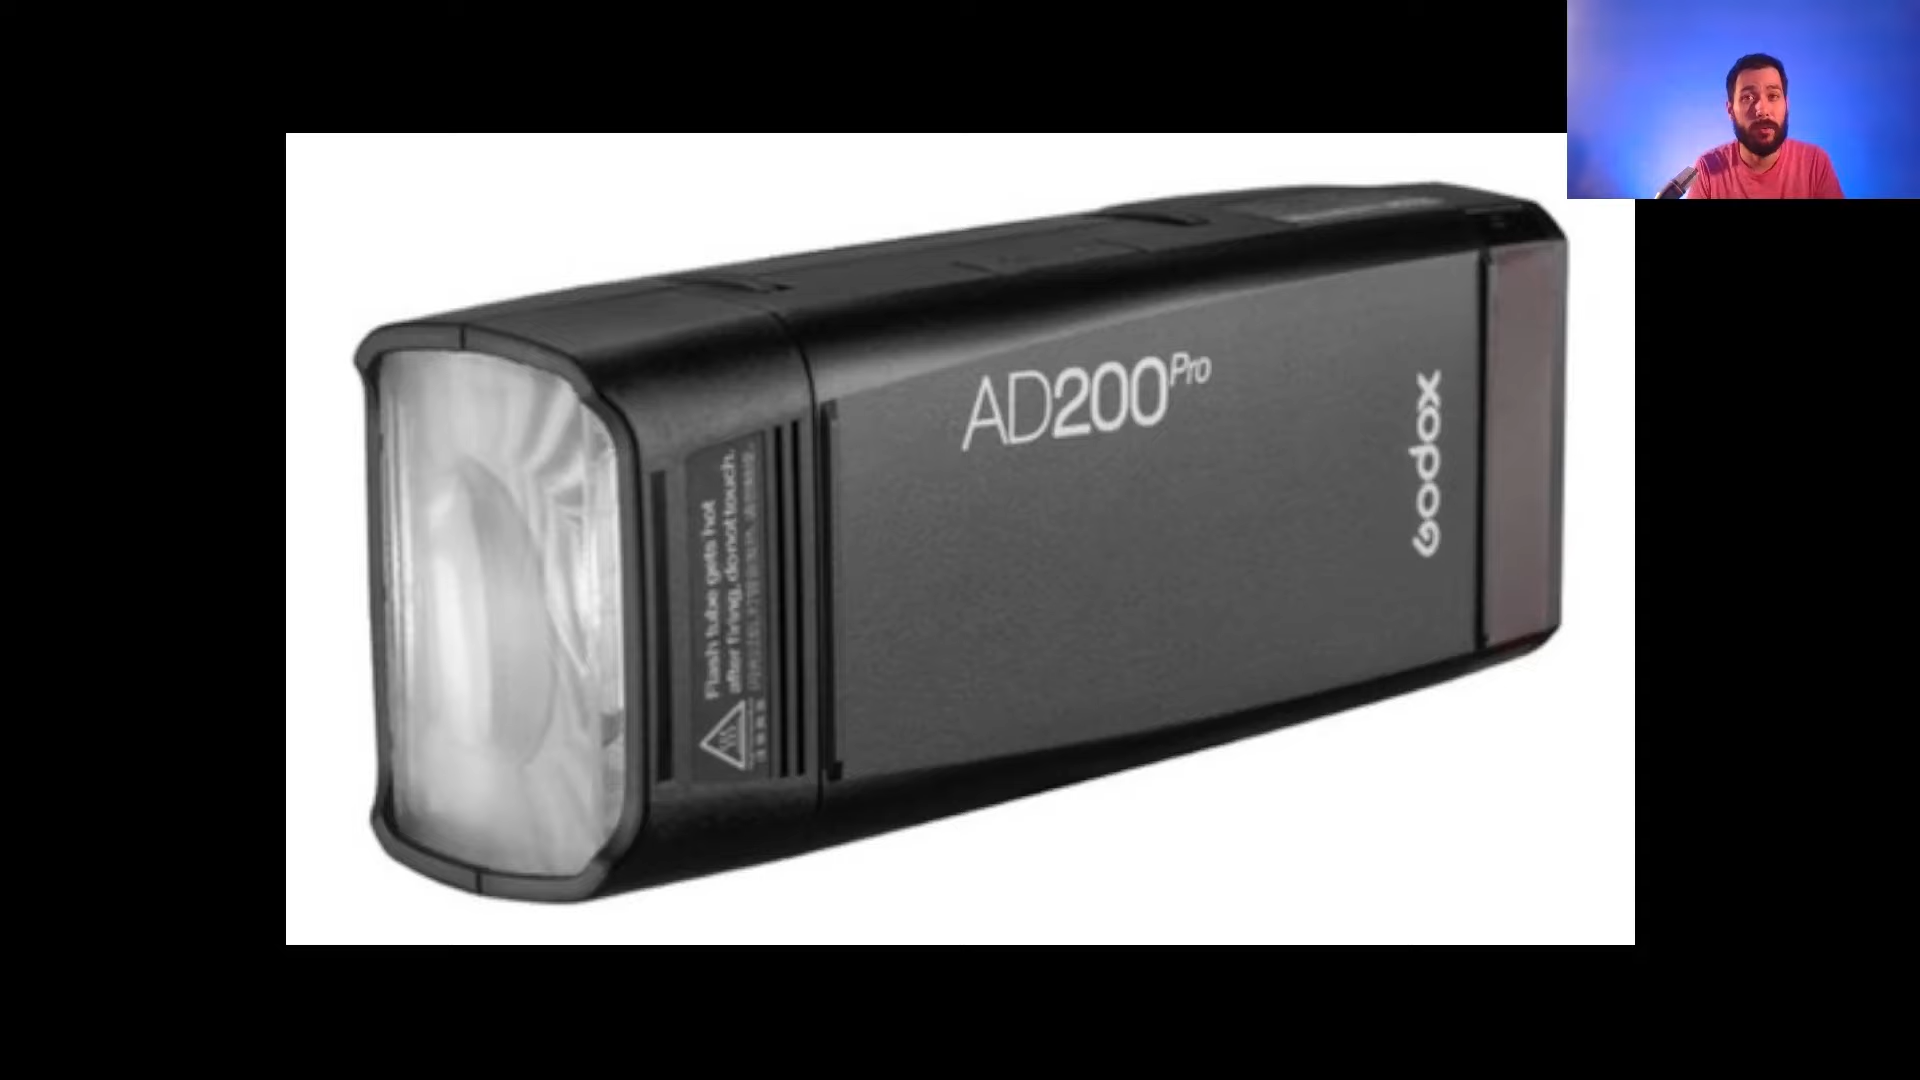 AD200Pro
Godox
Flash tube gets hot
after firing, do not touch.